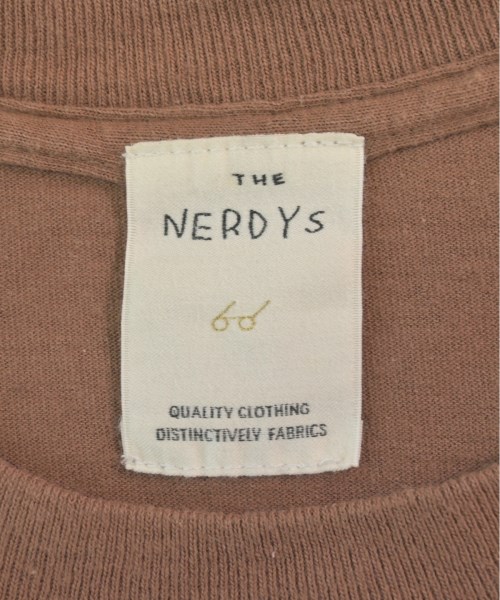 THE
NERDYS
QUALITY CLOTHING
DISTINCTIVELY FABRICS